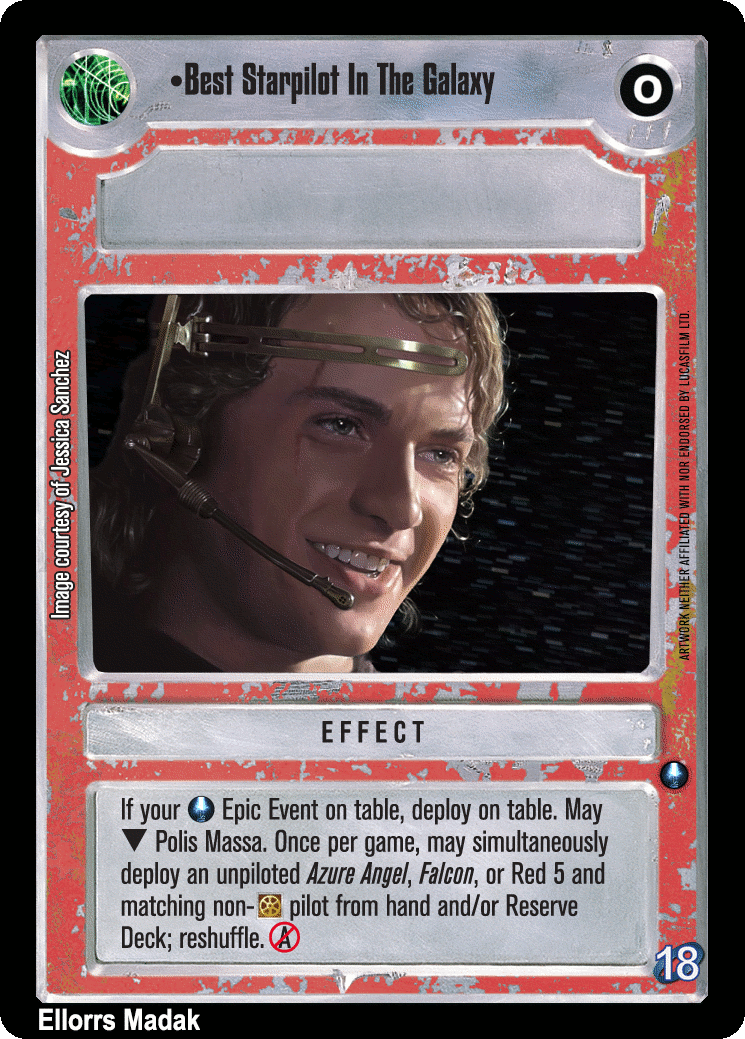 •Best Starpilot In The Galaxy
O
Image courtesy of Jessica Sanchez
ARTWORK NEITHER AFFILIATED WITH NOR ENDORSED BY LUCASFILM LTD.
EFFECT
If your Epic Event on table, deploy on table. May
▼ Polis Massa. Once per game, may simultaneously
deploy an unpiloted Azure Angel, Falcon, or Red 5 and
matching non- pilot from hand and/or Reserve
Deck; reshuffle. A
18
Ellorrs Madak